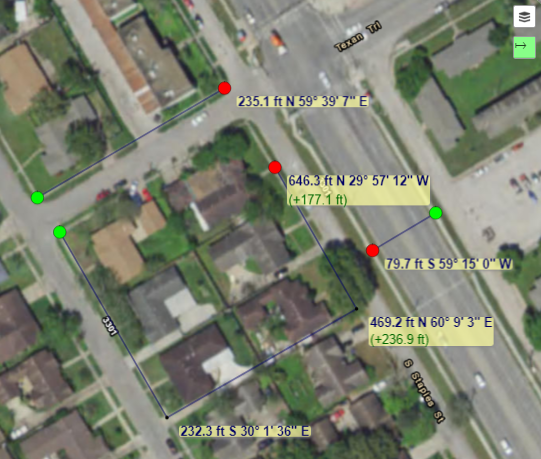 Texan Trl
235.1 ft N 59° 39' 7" E
646.3 ft N 29° 57' 12" W
(+177.1 ft)
79.7 ft S 59° 15' 0" W
469.2 ft N 60° 9' 3" E
(+236.9 ft)
3301
S Staples St
232.3 ft S 30° 1' 36" E